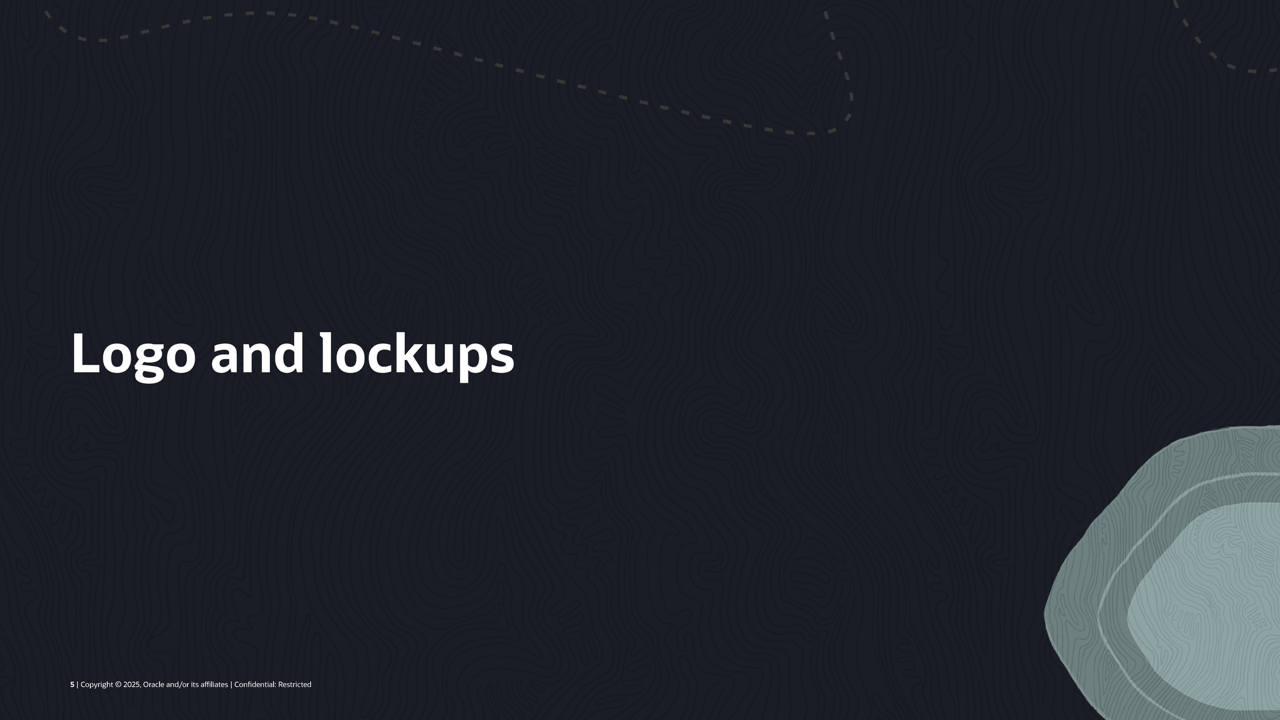 Logo and lockups
5 | Copyright © 2025, Oracle and/or its affiliates | Confidential: Restricted